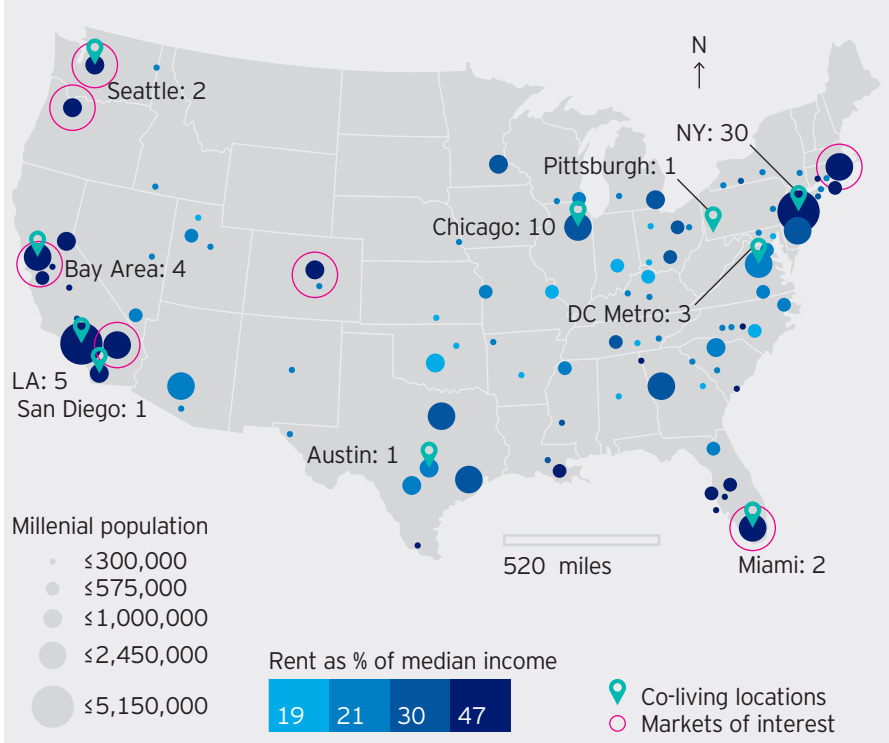 N
Seattle: 2
NY: 30
Pittsburgh: 1
Chicago: 10
Bay Area: 4
DC Metro: 3
LA: 5
San Diego: 1
Austin: 1
Millenial population
≤300,000
≤575,000
≤1,000,000
≤2,450,000
≤5,150,000
520 miles
Miami: 2
Rent as % of median income
19 21 30 47
Co-living locations
Markets of interest